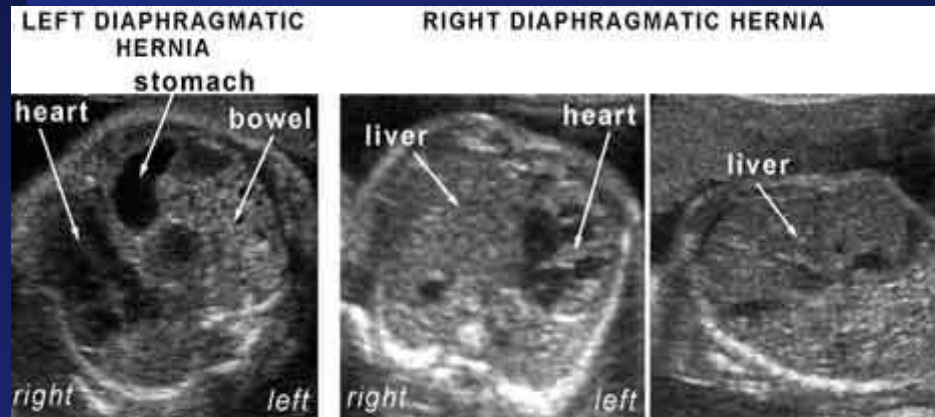 LEFT DIAPHRAGMATIC
HERNIA
RIGHT DIAPHRAGMATIC HERNIA
stomach
heart
bowel
right
left
liver
heart
right
left
liver